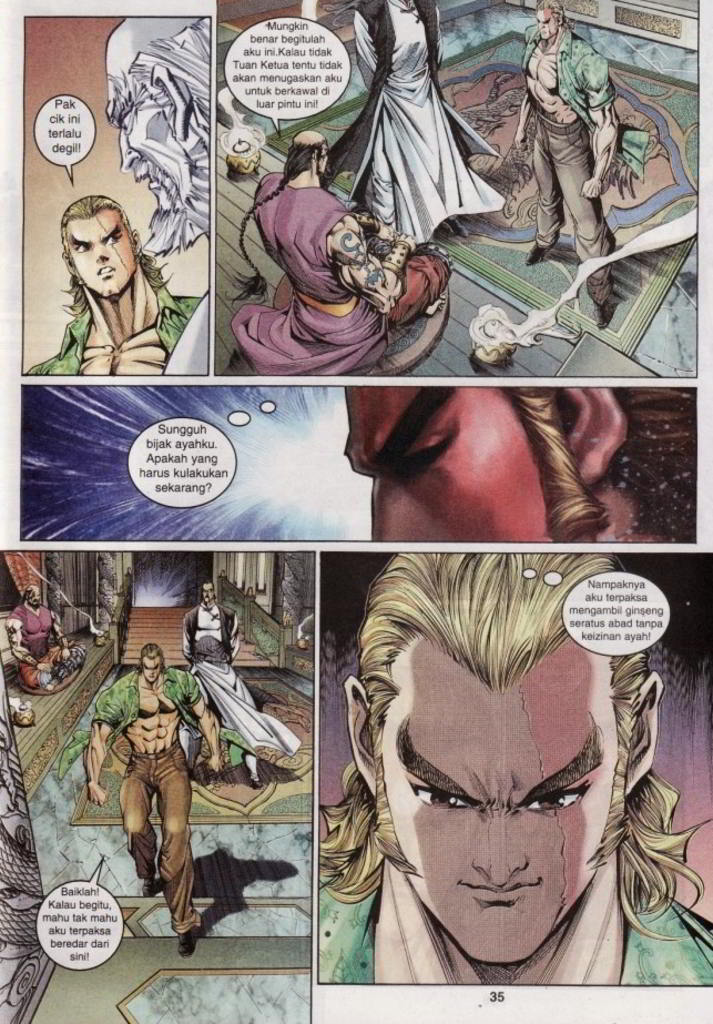 Pak
cik ini
terlalu
degil!
Mungkin
benar begitulah
aku ini.Kalau tidak
Tuan Ketua tentu tidak
akan menugaskan aku
untuk berkawal di
luar pintu ini!
Sungguh
bijak ayahku.
Apakah yang
harus kulakukan
sekarang?
Baiklah!
Kalau begitu,
mahu tak mahu
aku terpaksa
beredar dari
sini!
Nampaknya
aku terpaksa
mengambil ginseng
seratus abad tanpa
keizinan ayah!
35